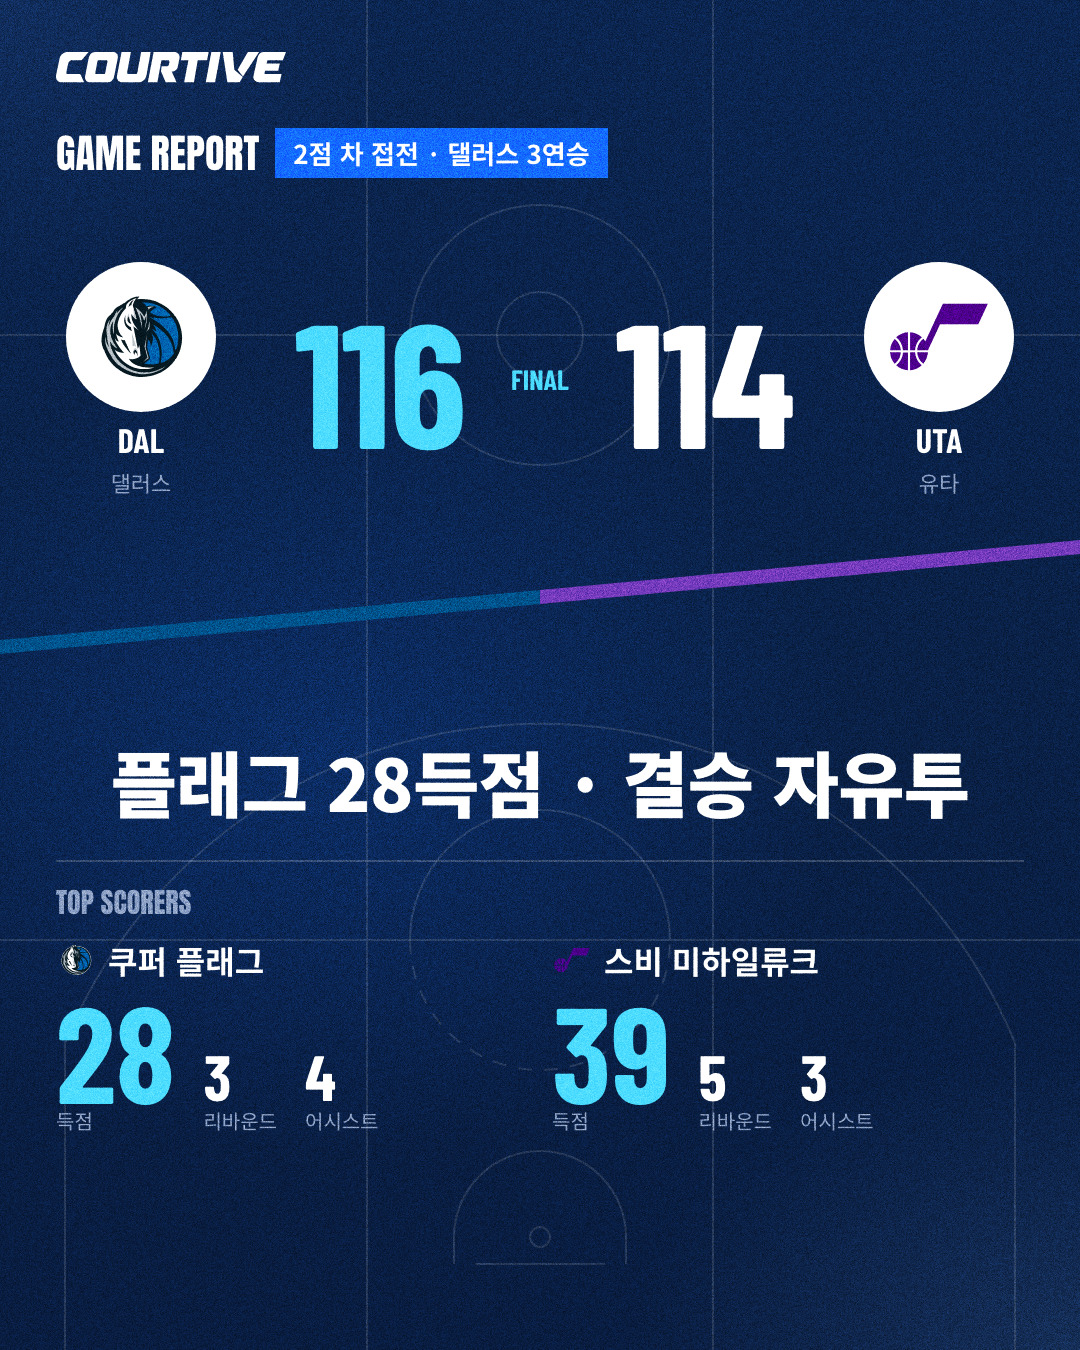 COURTIVE
GAME REPORT 2점 차 접전 · 댈러스 3연승
116 FINAL 114
DAL UTA
댈러스 유타
플래그 28득점 · 결승 자유투
TOP SCORERS
쿠퍼 플래그 스비 미하일류크
28 3 4 39 5 3
득점 리바운드 어시스트 득점 리바운드 어시스트